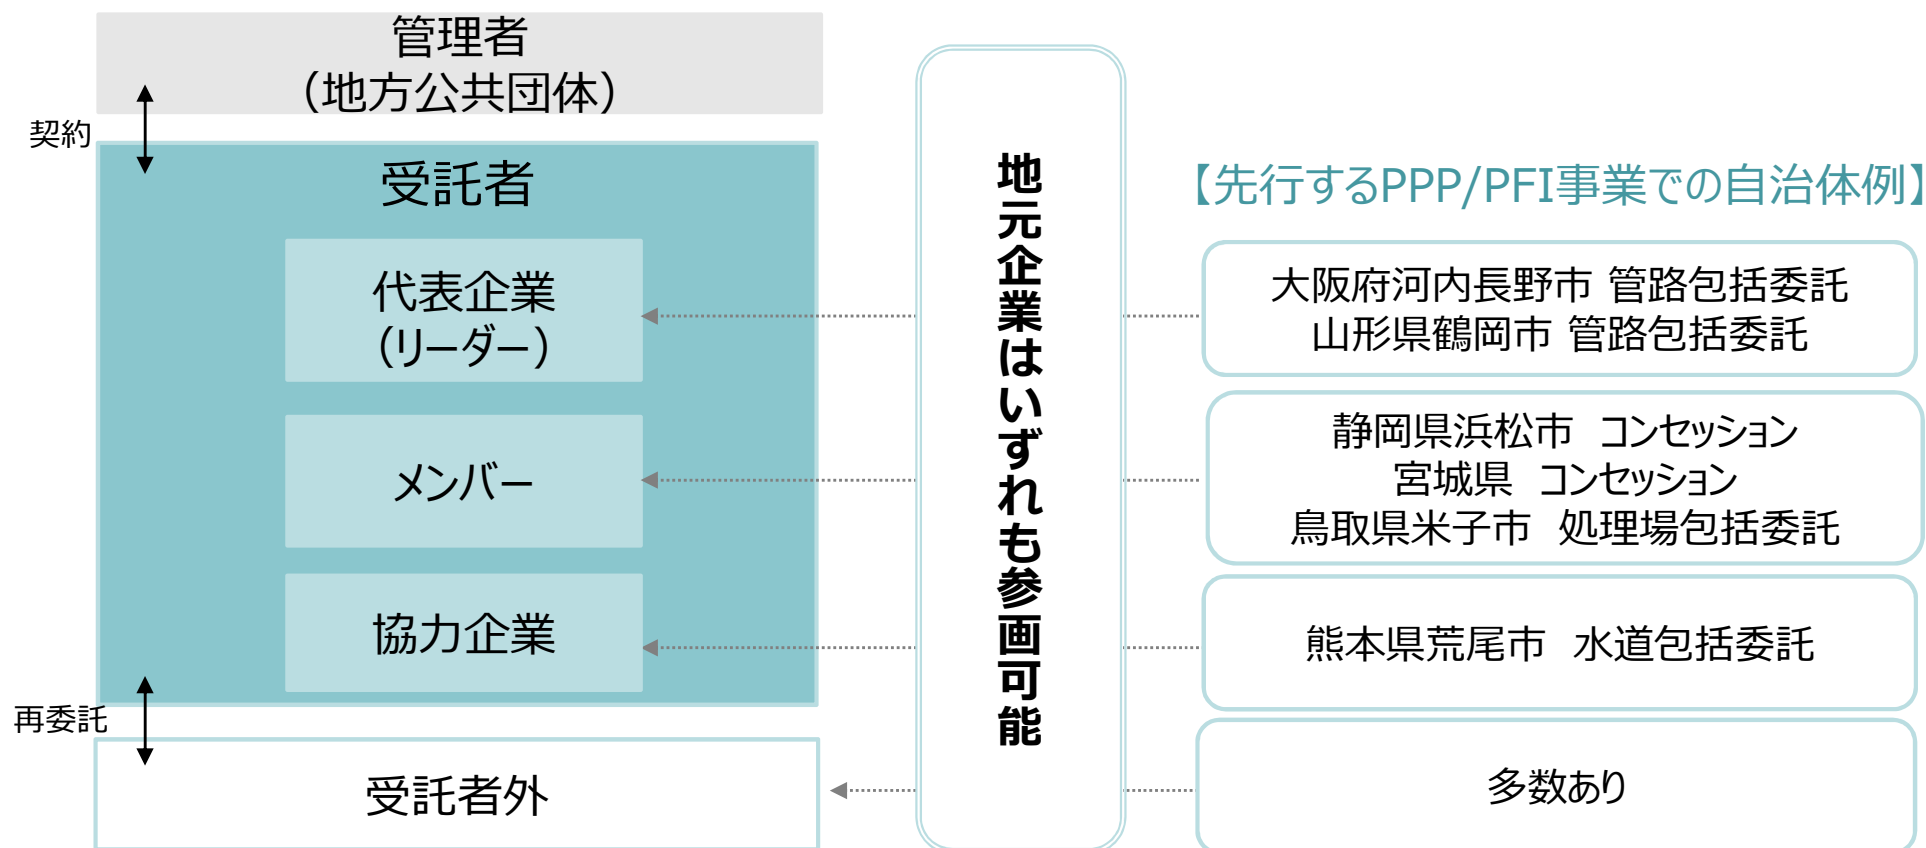 管理者
（地方公共団体）
契約
受託者
代表企業
（リーダー）
メンバー
協力企業
再委託
受託者外
地元企業はいずれも参画可能
【先行するPPP/PFI事業での自治体例】
大阪府河内長野市 管路包括委託
山形県鶴岡市 管路包括委託
静岡県浜松市　コンセッション
宮城県　コンセッション
鳥取県米子市　処理場包括委託
熊本県荒尾市　水道包括委託
多数あり